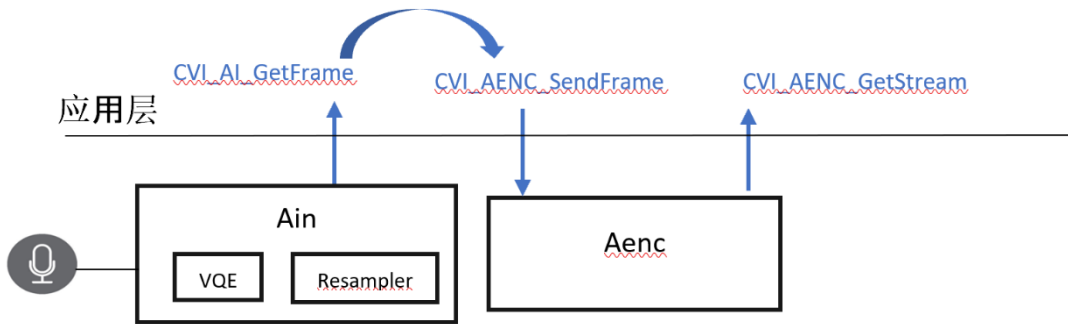 CVI_AI_GetFrame
CVI_AENC_SendFrame
CVI_AENC_GetStream
应用层
Ain
VQE
Resampler
Aenc